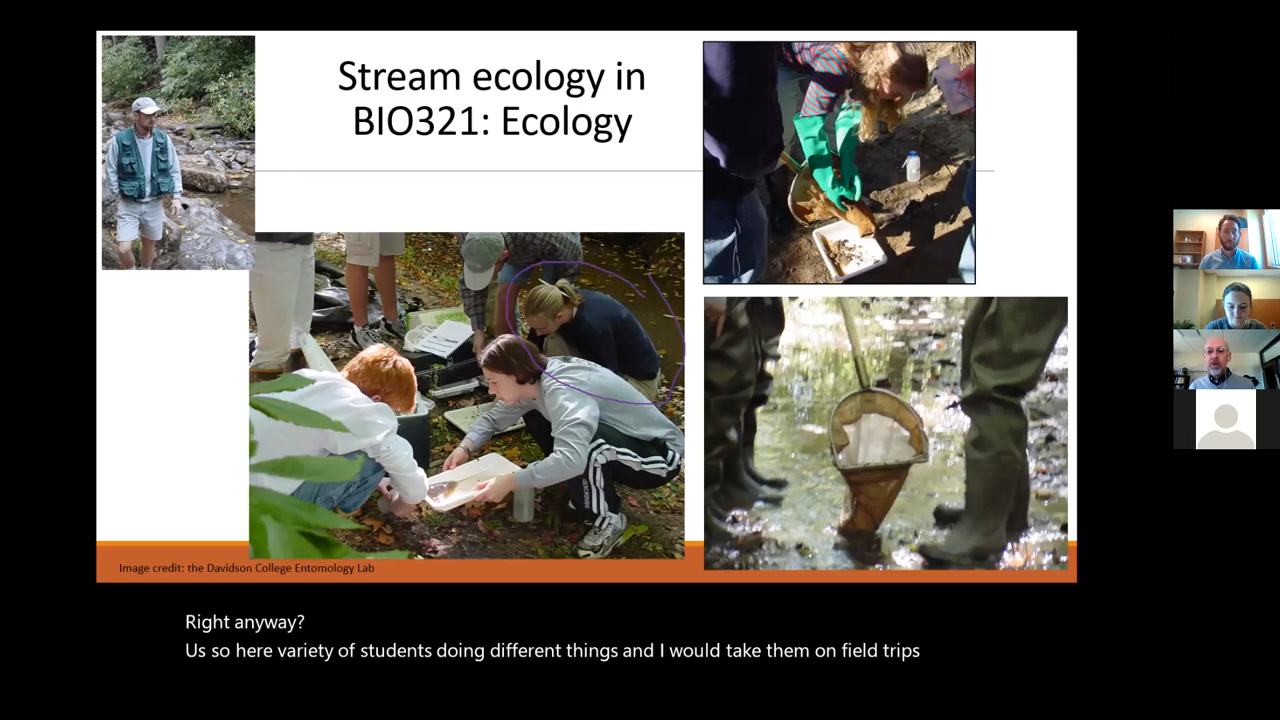 Stream ecology in
BIO321: Ecology
Image credit: the Davidson College Entomology Lab
Right anyway?
Us so here variety of students doing different things and I would take them on field trips